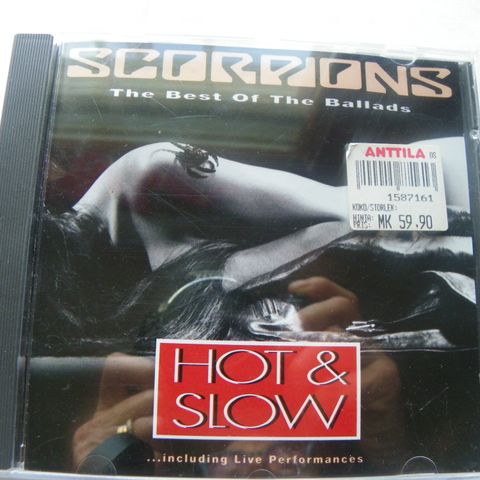 SCORPIONS
The Best Of The Ballads
ANTTILA 08
1587161
KOKO/STORLEK:
HINTA:
PRIS: MK 59,90
HOT &
SLOW
...including Live Performances